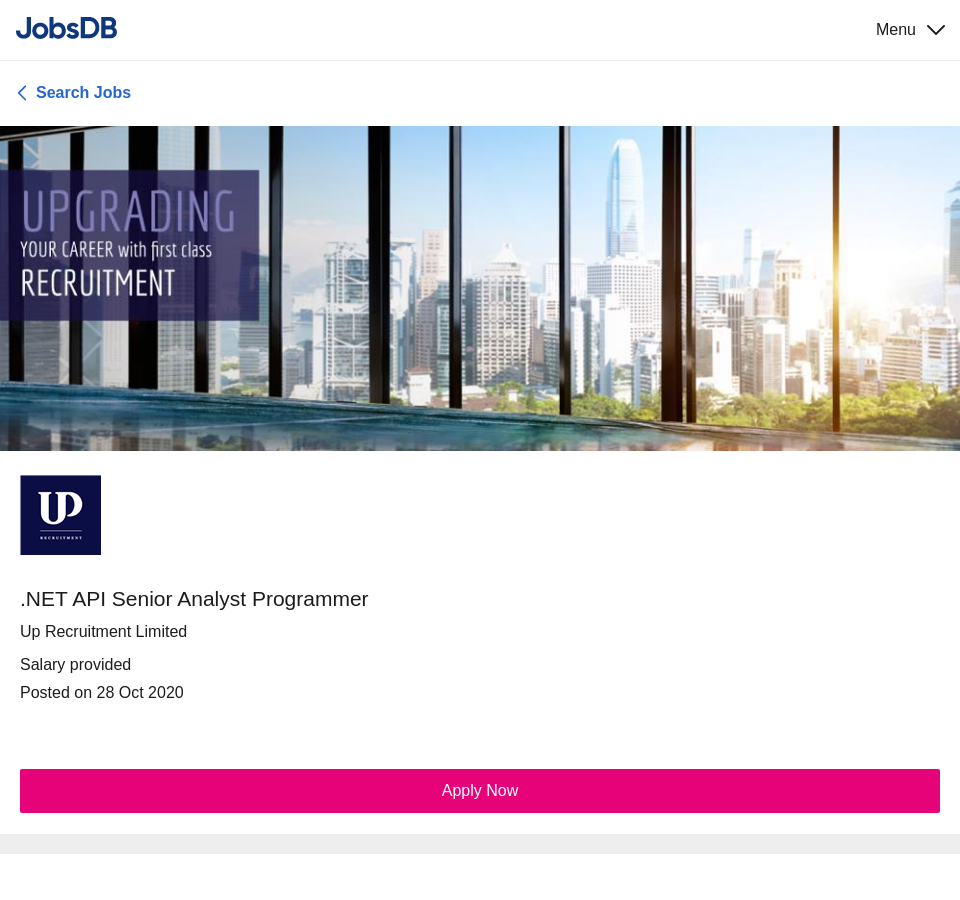 JobsDB
Menu
Search Jobs
UPGRADING
YOUR CAREER with first class
RECRUITMENT
UP
RECRUITMENT
.NET API Senior Analyst Programmer
Up Recruitment Limited
Salary provided
Posted on 28 Oct 2020
Apply Now